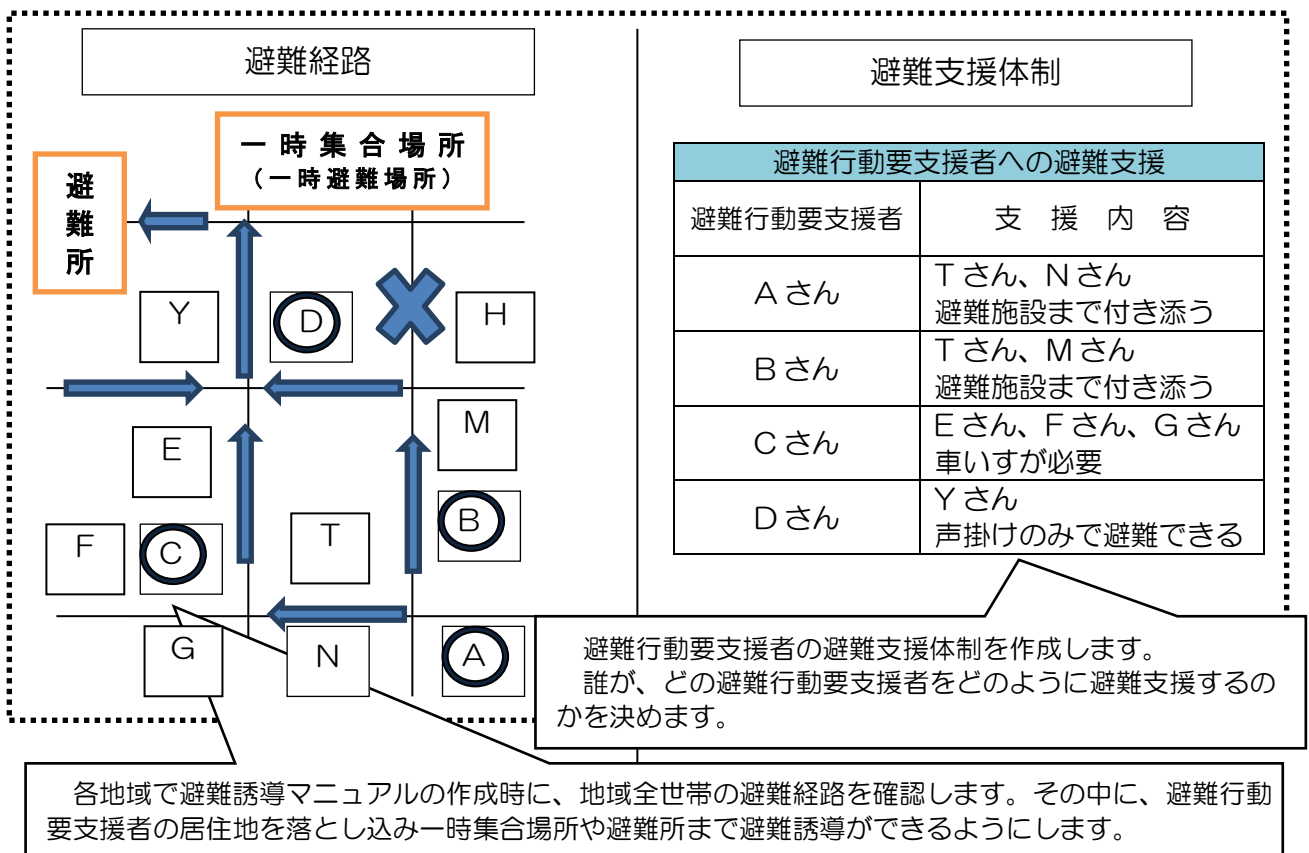 避難経路
避難支援体制
一時集合場所
（一時避難場所）
避難所
Y
D
H
E
M
F
C
T
B
G
N
A
避難行動要支援者への避難支援
避難行動要支援者 支援内容
Aさん Tさん、Nさん
避難施設まで付き添う
Bさん Tさん、Mさん
避難施設まで付き添う
Cさん Eさん、Fさん、Gさん
車いすが必要
Dさん Yさん
声掛けのみで避難できる
避難行動要支援者の避難支援体制を作成します。
誰が、どの避難行動要支援者をどのように避難支援するの
かを決めます。
各地域で避難誘導マニュアルの作成時に、地域全世帯の避難経路を確認します。その中に、避難行動
要支援者の居住地を落とし込み一時集合場所や避難所まで避難誘導ができるようにします。